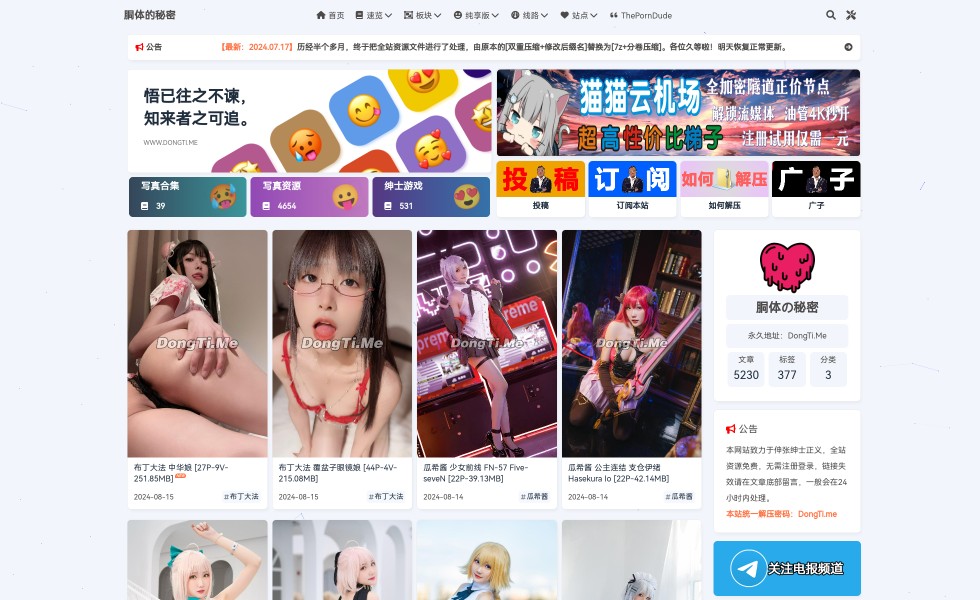 胴体的秘密
首页 速览 板块 纯享版 线路 站点 ThePornDude
公告
【最新：2024.07.17】历经半个多月，终于把全站资源文件进行了处理，由原本的[双重压缩+修改后缀名]替换为[7z+分卷压缩]。各位久等啦！明天恢复正常更新。
悟已往之不谏，
知来者之可追。
WWW.DONGTI.ME
猫猫云机场
全加密隧道正价节点
解锁流媒体 油管4K秒开
超高性价比梯子
注册试用仅需一元
写真合集
39
写真资源
4654
绅士游戏
531
投稿
订阅
如何解压
广子
投稿
订阅本站
如何解压
广子
DongTi.Me
DongTi.Me
DongTi.Me
DongTi.Me
布丁大法 中华娘 [27P-9V-
251.85MB]
2024-08-15
#布丁大法
布丁大法 覆盆子眼镜娘 [44P-4V-
215.08MB]
2024-08-15
#布丁大法
瓜希酱 少女前线 FN-57 Five-
seveN [22P-39.13MB]
2024-08-14
#瓜希酱
瓜希酱 公主连结 支仓伊绪
Hasekura Io [22P-42.14MB]
2024-08-14
#瓜希酱
胴体の秘密
永久地址：DongTi.Me
文章
5230
标签
377
分类
3
公告
本网站致力于伸张绅士正义，全站
资源免费，无需注册登录，链接失
效请在文章底部留言，一般会在24
小时内处理。
本站统一解压密码：DongTi.me
关注电报频道